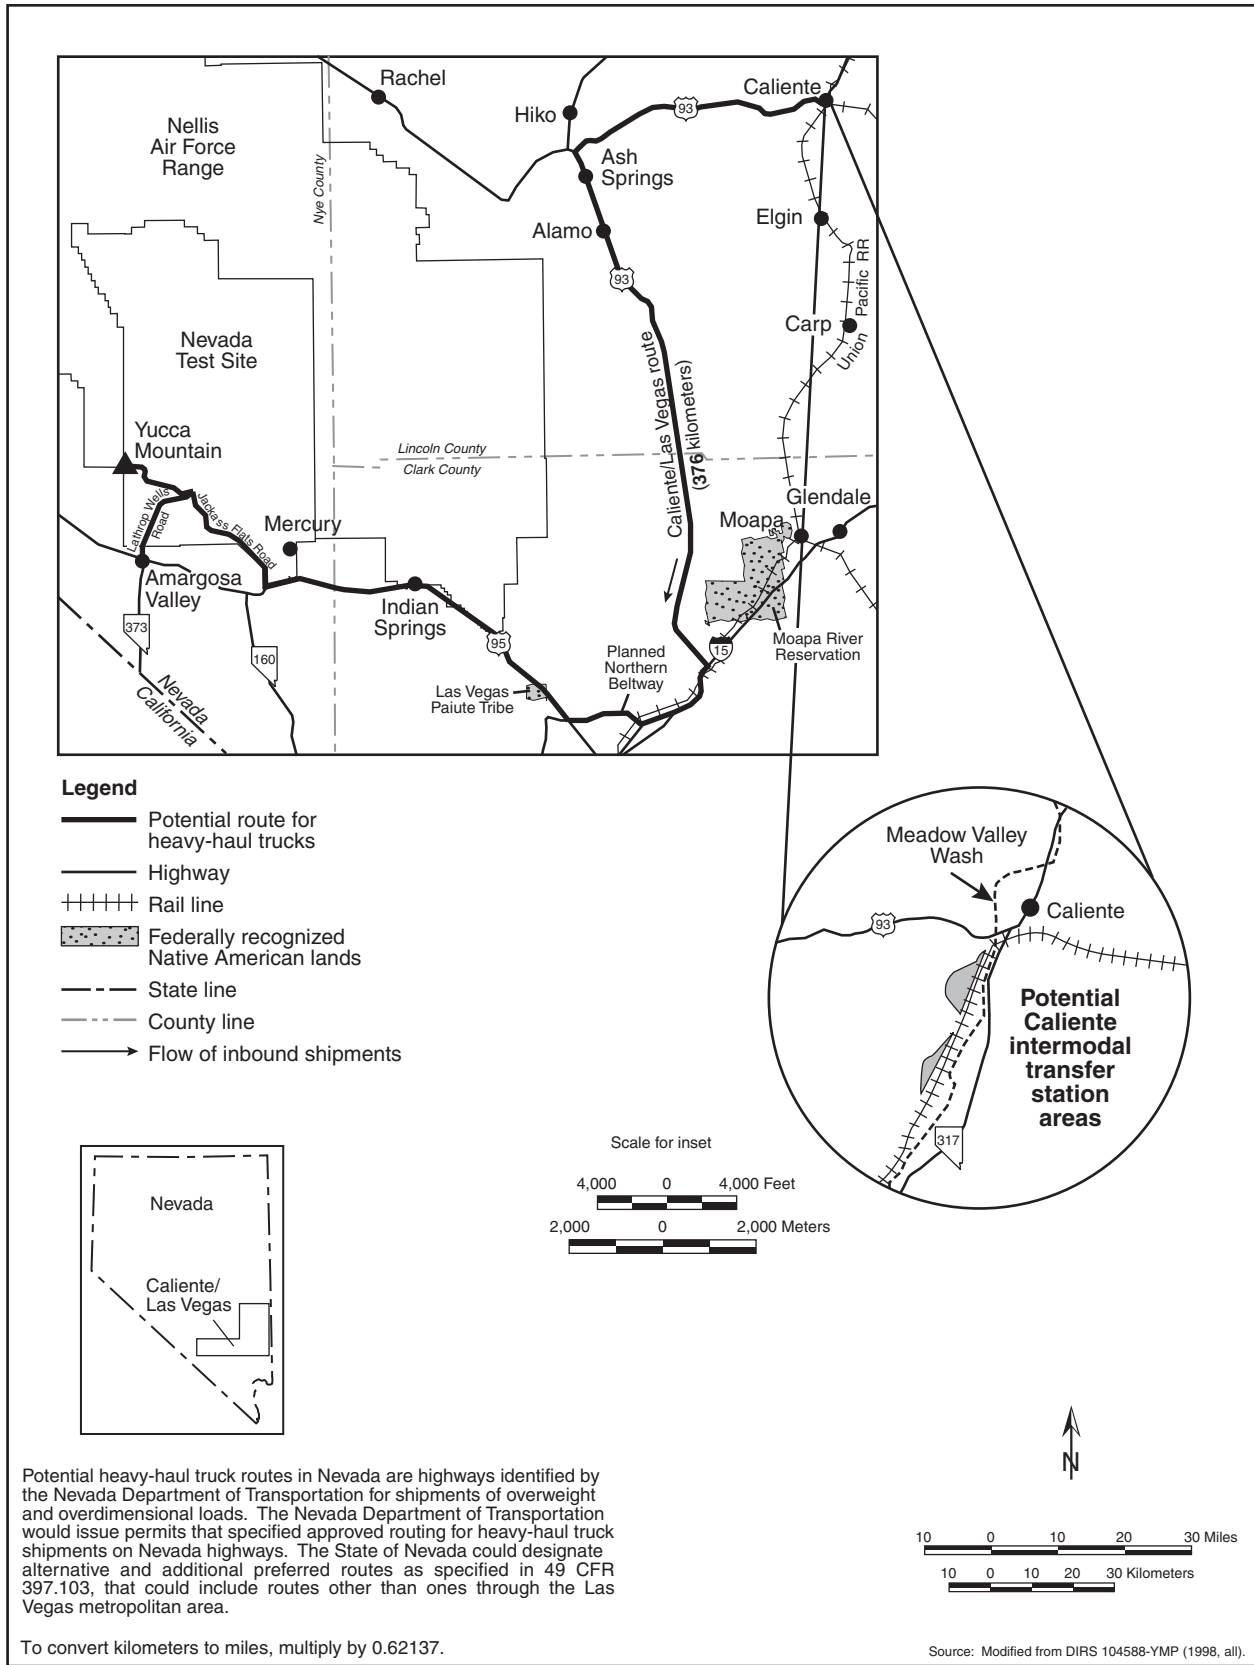 Rachel
Caliente
Hiko
93
Nellis
Air Force
Range
Ash
Springs
Nye County
Elgin
Alamo
93
Union Pacific RR
Carp
Nevada
Test Site
Caliente/Las Vegas route
(376 kilometers)
Yucca
Mountain
Lincoln County
Clark County
Glendale
Lathrop Wells
Road
Jackass Flats Road
Mercury
Moapa
Amargosa
Valley
Indian
Springs
373
160
95
15
Moapa River
Reservation
Planned
Northern
Beltway
Las Vegas
Paiute Tribe
Nevada
California
Legend
Potential route for
heavy-haul trucks
Highway
Rail line
Federally recognized
Native American lands
State line
County line
Flow of inbound shipments
Meadow Valley
Wash
Caliente
93
Potential
Caliente
intermodal
transfer
station
areas
317
Scale for inset
4,000 0 4,000 Feet
2,000 0 2,000 Meters
Nevada
Caliente/
Las Vegas
N
Potential heavy-haul truck routes in Nevada are highways identified by
the Nevada Department of Transportation for shipments of overweight
and overdimensional loads.  The Nevada Department of Transportation
would issue permits that specified approved routing for heavy-haul truck
shipments on Nevada highways.  The State of Nevada could designate
alternative and additional preferred routes as specified in 49 CFR
397.103, that could include routes other than ones through the Las
Vegas metropolitan area.
10 0 10 20 30 Miles
10 0 10 20 30 Kilometers
To convert kilometers to miles, multiply by 0.62137.
Source:  Modified from DIRS 104588-YMP (1998, all).